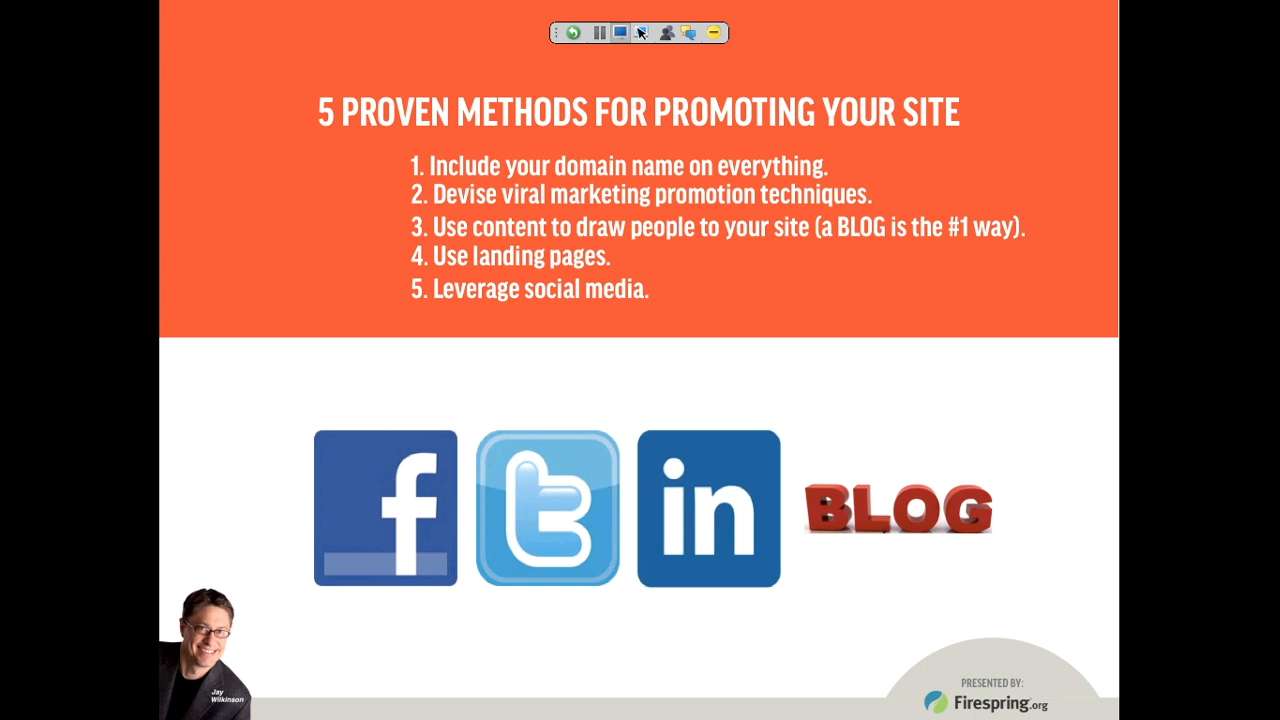 5 PROVEN METHODS FOR PROMOTING YOUR SITE
1. Include your domain name on everything.
2. Devise viral marketing promotion techniques.
3. Use content to draw people to your site (a BLOG is the #1 way).
4. Use landing pages.
5. Leverage social media.
f
t
in
BLOG
Jay
Wilkinson
PRESENTED BY:
Firespring.org